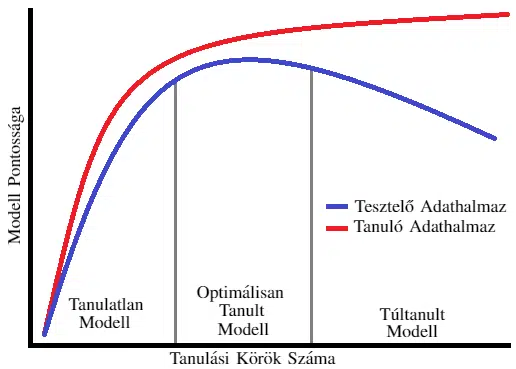 Modell Pontossága
Tesztelő Adathalmaz
Tanuló Adathalmaz
Tanulatlan
Modell
Optimálisan
Tanult
Modell
Túltanult
Modell
Tanulási Körök Száma